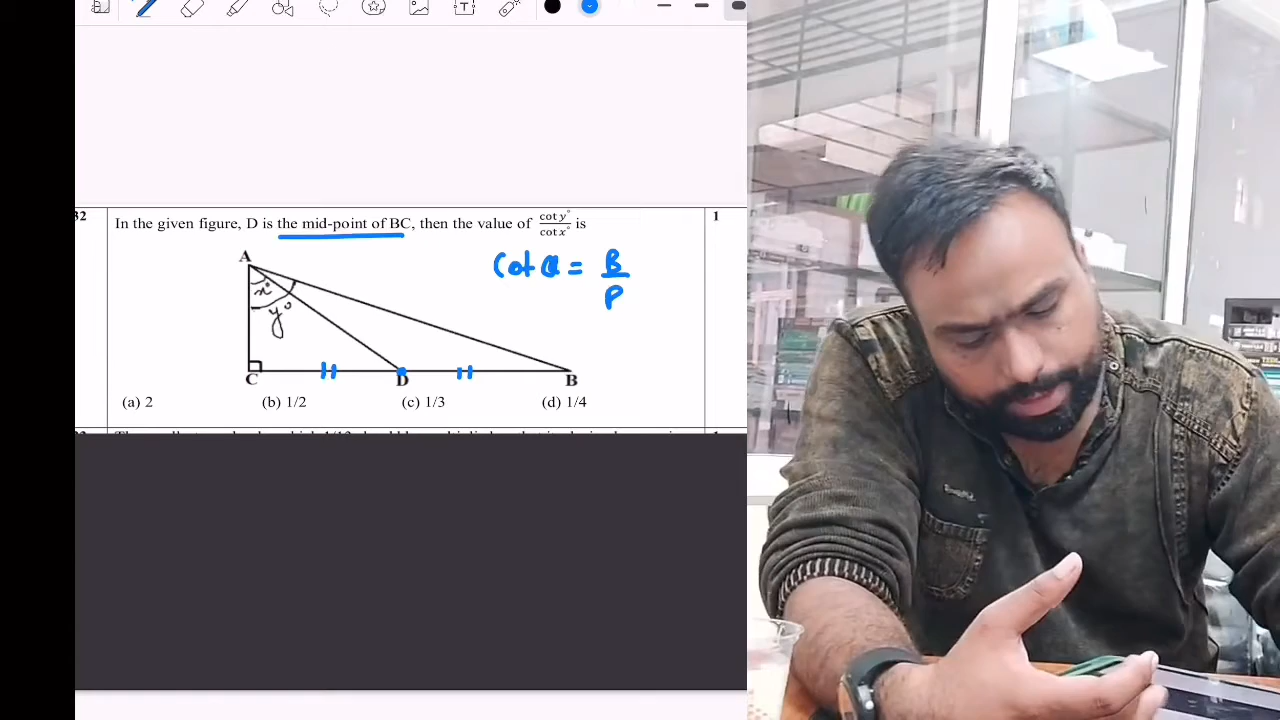 32
In the given figure, D is the mid-point of BC, then the value of cot y° / cot x° is
1
A
x°
y°
C
D
B
Cot θ = B / P
(a) 2
(b) 1/2
(c) 1/3
(d) 1/4